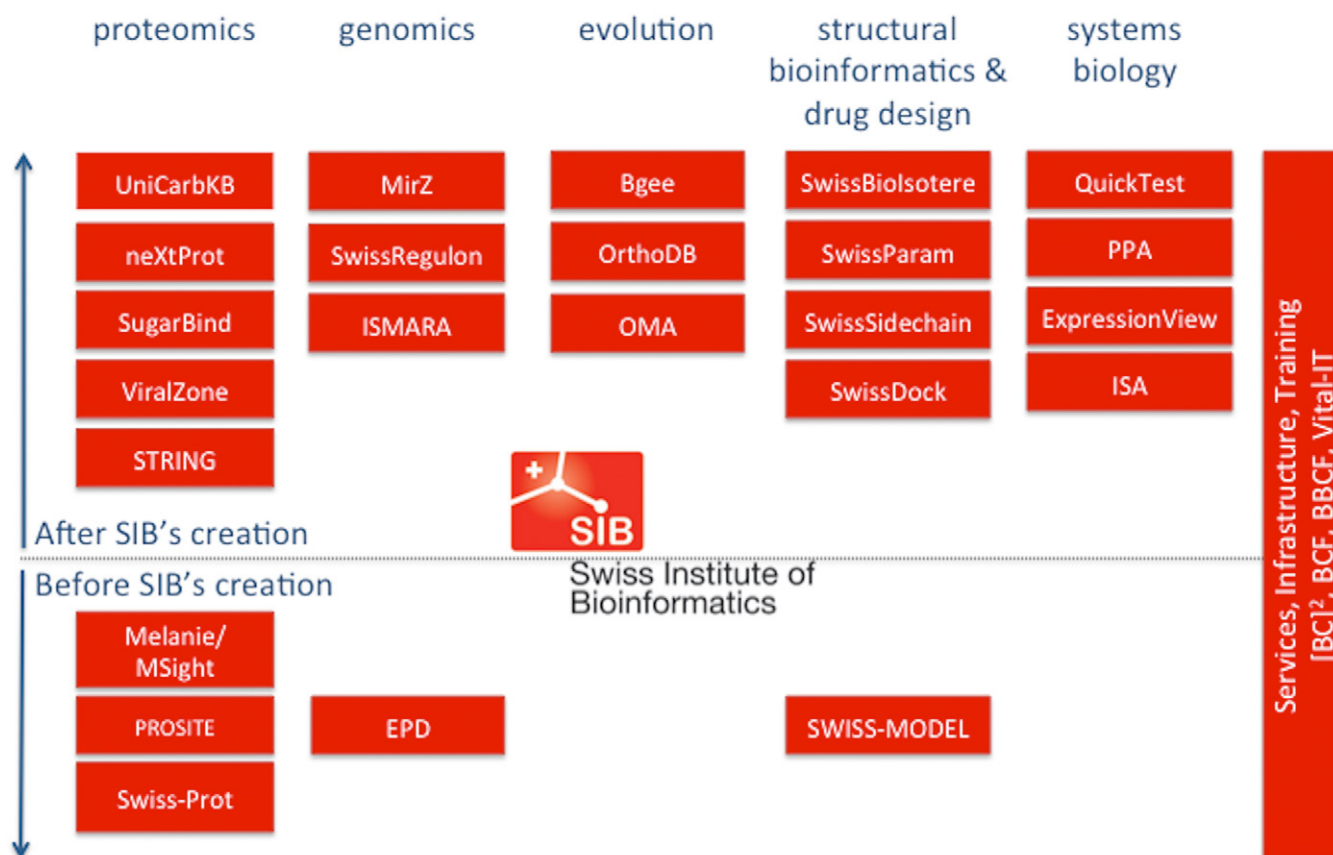 proteomics
genomics
evolution
structural
bioinformatics &
drug design
systems
biology
UniCarbKB
MirZ
Bgee
SwissBioIsotere
QuickTest
neXtProt
SwissRegulon
OrthoDB
SwissParam
PPA
SugarBind
ISMARA
OMA
SwissSidechain
ExpressionView
ViralZone
SwissDock
ISA
STRING
After SIB's creation
SIB
Swiss Institute of
Bioinformatics
Before SIB's creation
Melanie/
MSight
PROSITE
EPD
SWISS-MODEL
Swiss-Prot
Services, Infrastructure, Training
[BC]², BCF, BBCF, Vital-IT